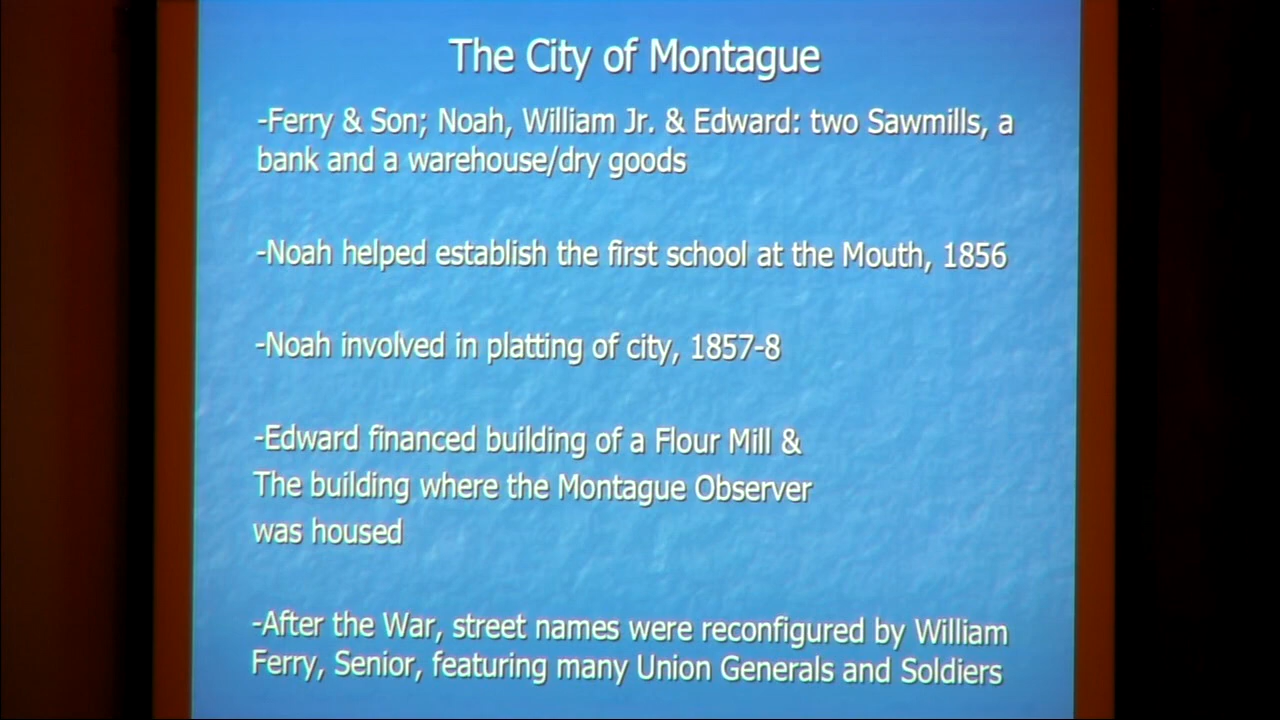 The City of Montague
-Ferry & Son; Noah, William Jr. & Edward: two Sawmills, a
bank and a warehouse/dry goods
-Noah helped establish the first school at the Mouth, 1856
-Noah involved in platting of city, 1857-8
-Edward financed building of a Flour Mill &
The building where the Montague Observer
was housed
-After the War, street names were reconfigured by William
Ferry, Senior, featuring many Union Generals and Soldiers